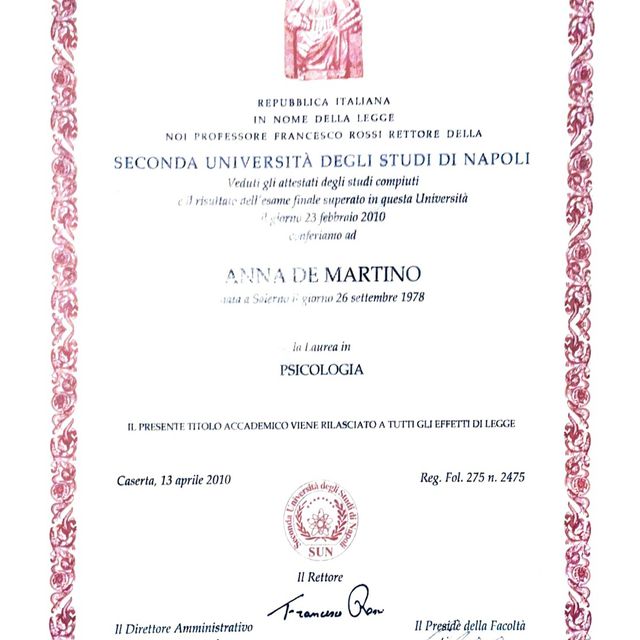 REPUBBLICA ITALIANA
IN NOME DELLA LEGGE
NOI PROFESSORE FRANCESCO ROSSI RETTORE DELLA
SECONDA UNIVERSITÀ DEGLI STUDI DI NAPOLI
Veduti gli attestati degli studi compiuti
e il risultato dell'esame finale superato in questa Università
il giorno 23 febbraio 2010
conferiamo ad
ANNA DE MARTINO
nata a Salerno il giorno 26 settembre 1978
la Laurea in
PSICOLOGIA
IL PRESENTE TITOLO ACCADEMICO VIENE RILASCIATO A TUTTI GLI EFFETTI DI LEGGE
Caserta, 13 aprile 2010
Reg. Fol. 275 n. 2475
Seconda Università degli Studi di Napoli
SUN
Il Rettore
Francesco Rossi
Il Direttore Amministrativo
Il Preside della Facoltà